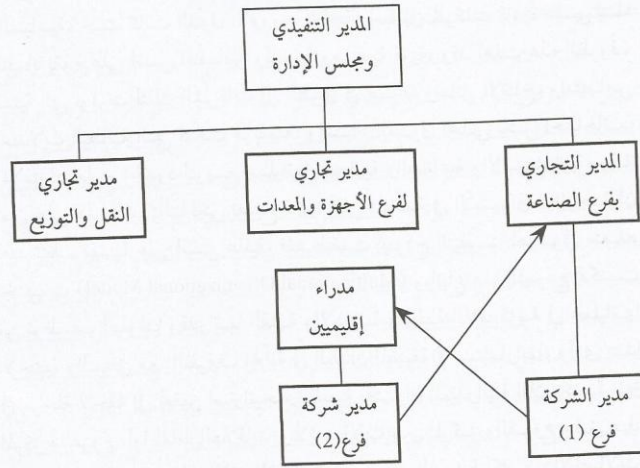 المدير التنفيذي
ومجلس الإدارة
المدير التجاري
بفرع الصناعة
مدير تجاري
لفرع الأجهزة والمعدات
مدير تجاري
النقل والتوزيع
مدراء
إقليميين
مدير الشركة
فرع (1)
مدير شركة
فرع(2)